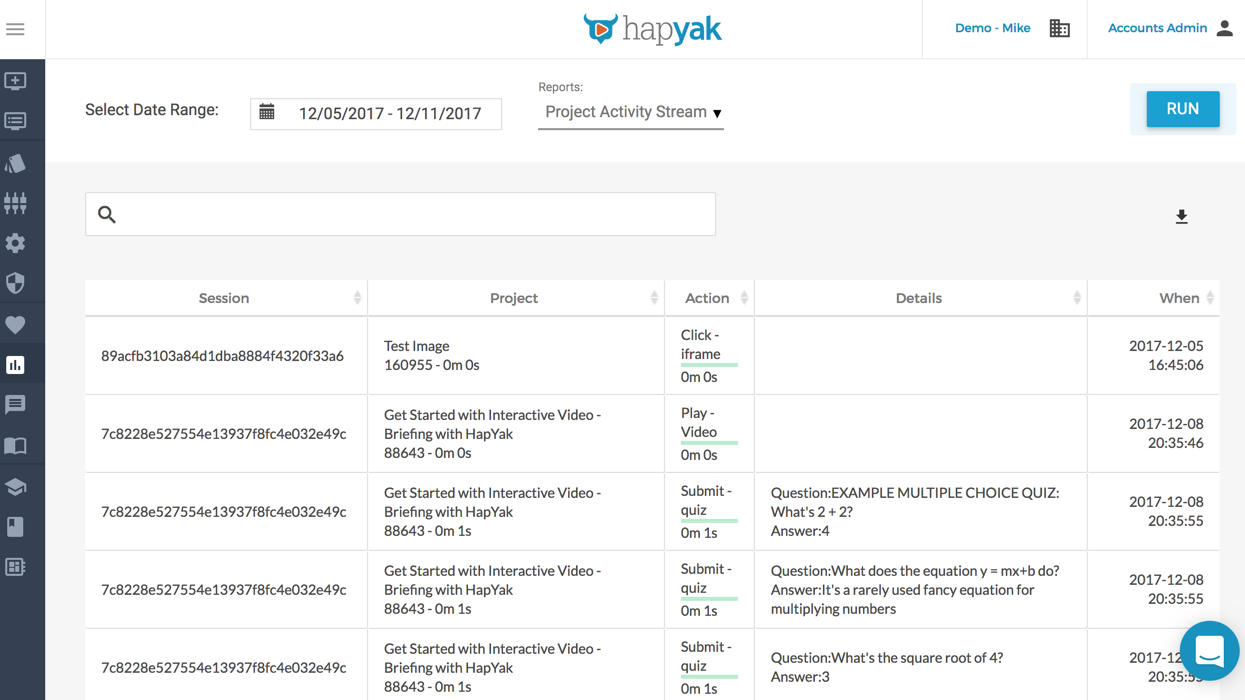 hapyak
Demo - Mike
Accounts Admin
Select Date Range:
12/05/2017 - 12/11/2017
Reports:
Project Activity Stream
RUN
Session
Project
Action
Details
When
89acfb3103a84d1dba8884f4320f33a6
Test Image
160955 - 0m 0s
Click -
iframe
0m 0s
2017-12-05
16:45:06
7c8228e527554e13937f8fc4e032e49c
Get Started with Interactive Video -
Briefing with HapYak
88643 - 0m 0s
Play -
Video
0m 0s
2017-12-08
20:35:46
7c8228e527554e13937f8fc4e032e49c
Get Started with Interactive Video -
Briefing with HapYak
88643 - 0m 1s
Submit -
quiz
0m 1s
Question:EXAMPLE MULTIPLE CHOICE QUIZ:
What's 2 + 2?
Answer:4
2017-12-08
20:35:55
7c8228e527554e13937f8fc4e032e49c
Get Started with Interactive Video -
Briefing with HapYak
88643 - 0m 1s
Submit -
quiz
0m 1s
Question:What does the equation y = mx+b do?
Answer:It's a rarely used fancy equation for
multiplying numbers
2017-12-08
20:35:55
7c8228e527554e13937f8fc4e032e49c
Get Started with Interactive Video -
Briefing with HapYak
88643 - 0m 1s
Submit -
quiz
0m 1s
Question:What's the square root of 4?
Answer:3